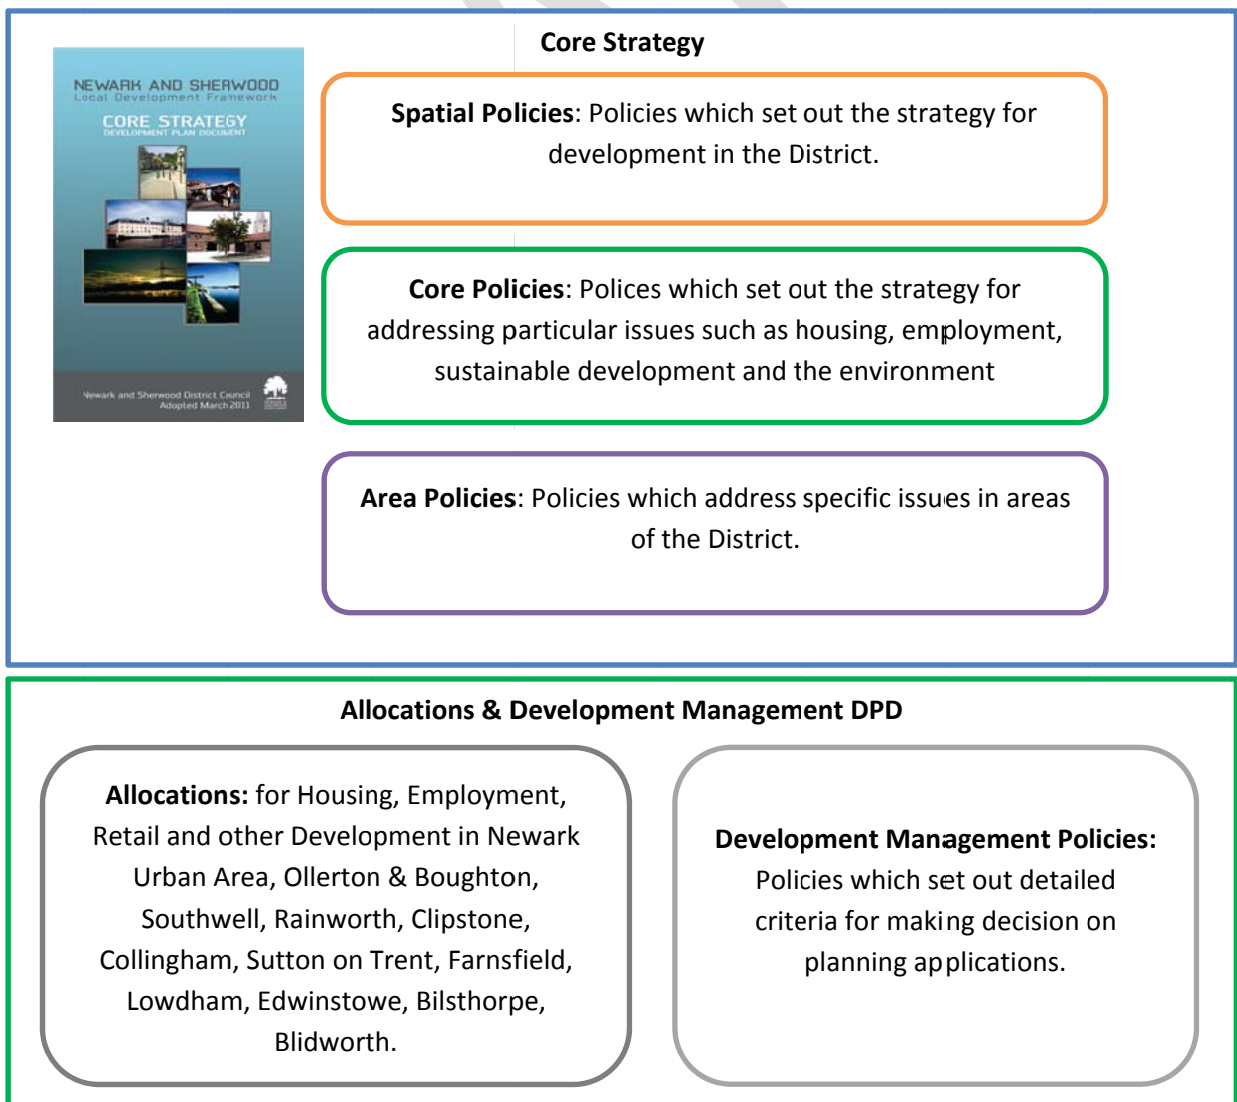 Core Strategy
NEWARK AND SHERWOOD
Local Development Framework
CORE STRATEGY
DEVELOPMENT PLAN DOCUMENT
Newark and Sherwood District Council
Adopted March 2011
Spatial Policies: Policies which set out the strategy for
development in the District.
Core Policies: Polices which set out the strategy for
addressing particular issues such as housing, employment,
sustainable development and the environment
Area Policies: Policies which address specific issues in areas
of the District.
Allocations & Development Management DPD
Allocations: for Housing, Employment,
Retail and other Development in Newark
Urban Area, Ollerton & Boughton,
Southwell, Rainworth, Clipstone,
Collingham, Sutton on Trent, Farnsfield,
Lowdham, Edwinstowe, Bilsthorpe,
Blidworth.
Development Management Policies:
Policies which set out detailed
criteria for making decision on
planning applications.